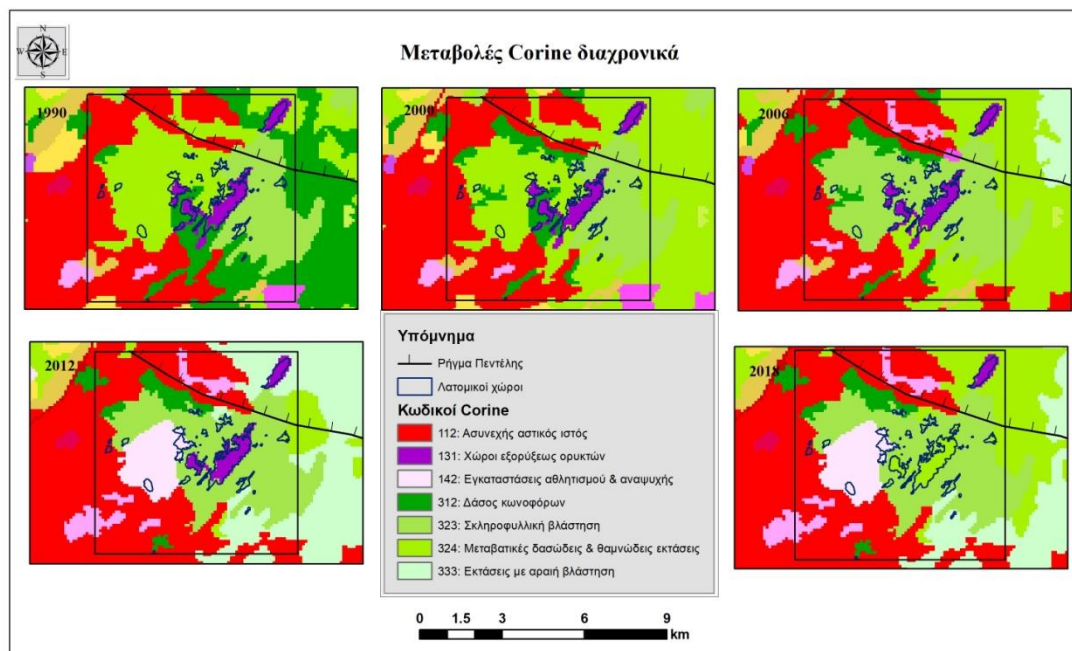 N
W E
S
Μεταβολές Corine διαχρονικά
1990
2000
2006
2012
2018
Υπόμνημα
Ρήγμα Πεντέλης
Λατομικοί χώροι
Κωδικοί Corine
112: Ασυνεχής αστικός ιστός
131: Χώροι εξορύξεως ορυκτών
142: Εγκαταστάσεις αθλητισμού & αναψυχής
312: Δάσος κωνοφόρων
323: Σκληροφυλλική βλάστηση
324: Μεταβατικές δασώδεις & θαμνώδεις εκτάσεις
333: Εκτάσεις με αραιή βλάστηση
0 1.5 3 6 9
km